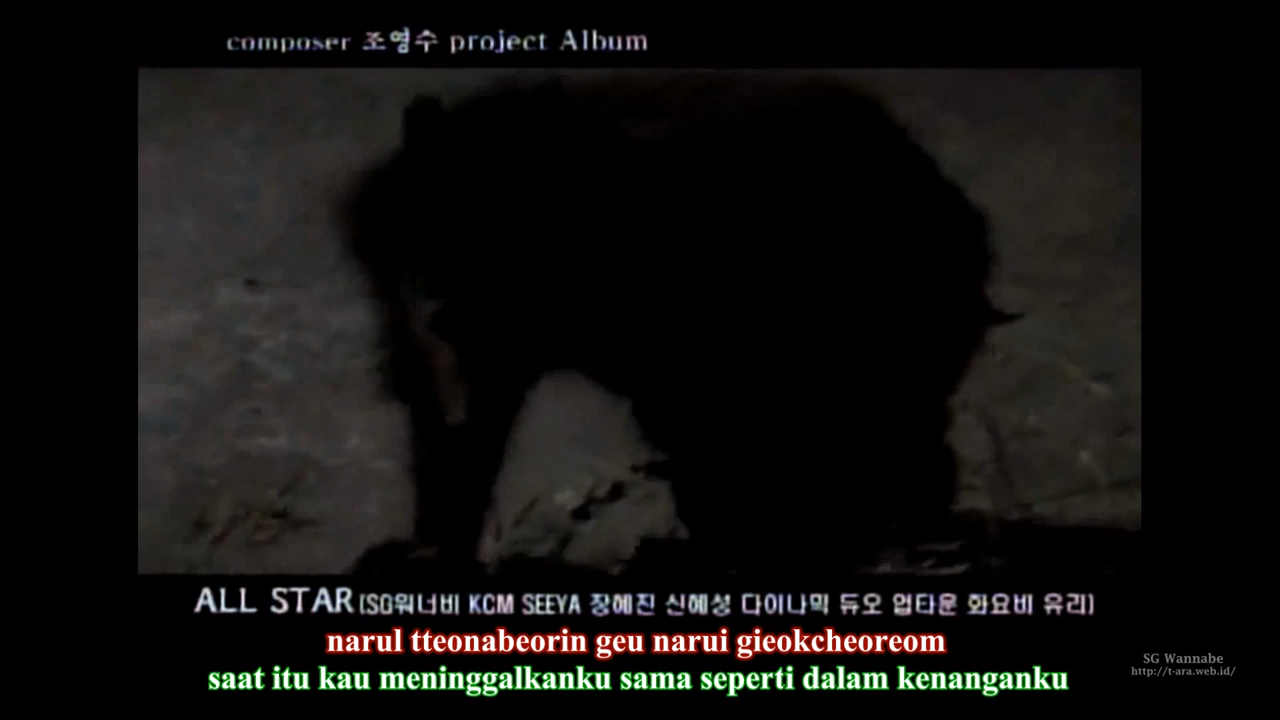 composer 조영수 project Album
ALL STAR (SG워너비 KCM SEEYA 장혜진 신혜성 다이나믹 듀오 업타운 화요비 유리)
narul tteonabeorin geu narui gieokcheoreom
saat itu kau meninggalkanku sama seperti dalam kenanganku
SG Wannabe
http://t-ara.web.id/